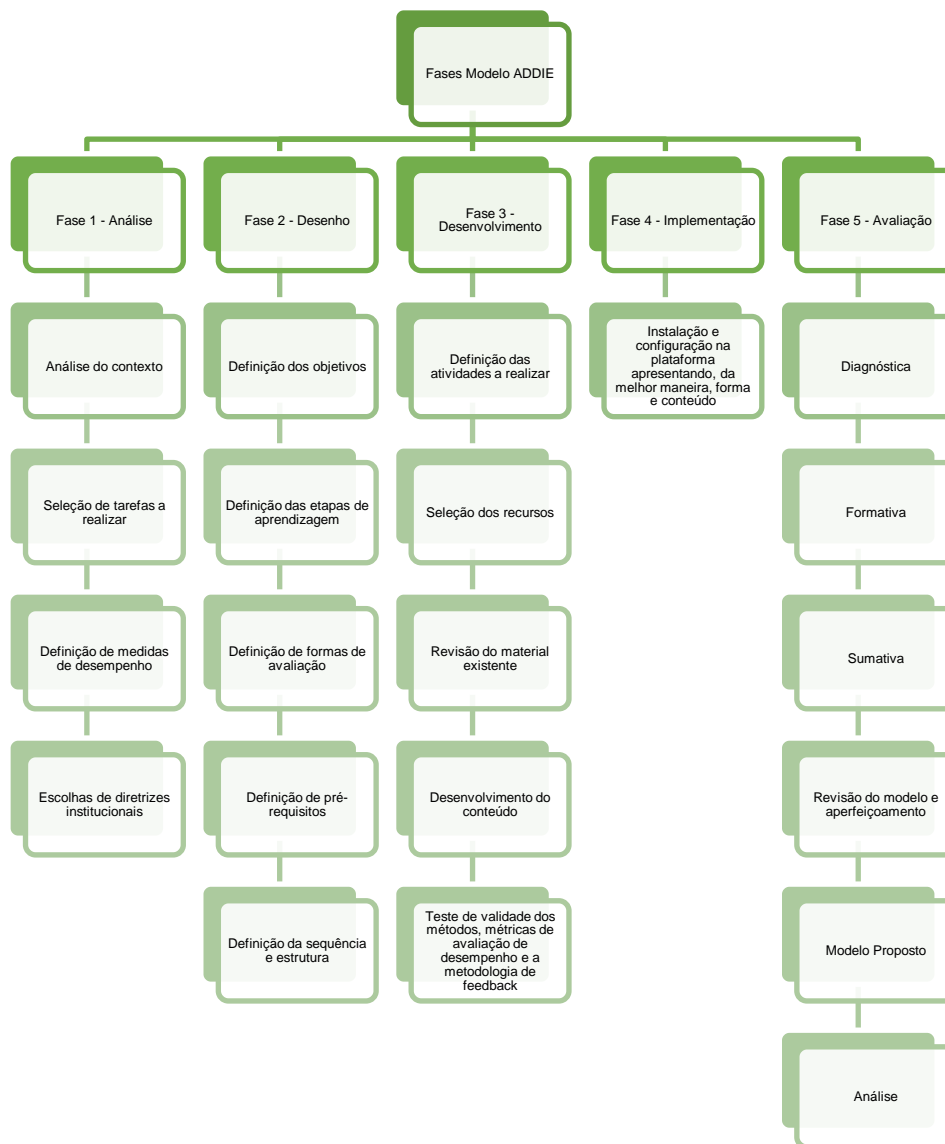 Fases Modelo ADDIE
Fase 1 - Análise
Fase 2 - Desenho
Fase 3 -
Desenvolvimento
Fase 4 - Implementação
Fase 5 - Avaliação
Análise do contexto
Definição dos objetivos
Definição das
atividades a realizar
Instalação e
configuração na
plataforma
apresentando, da
melhor maneira, forma
e conteúdo
Diagnóstica
Seleção de tarefas a
realizar
Definição das etapas de
aprendizagem
Seleção dos recursos
Formativa
Definição de medidas
de desempenho
Definição de formas de
avaliação
Revisão do material
existente
Sumativa
Escolhas de diretrizes
institucionais
Definição de pré-
requisitos
Desenvolvimento do
conteúdo
Revisão do modelo e
aperfeiçoamento
Definição da sequência
e estrutura
Teste de validade dos
métodos, métricas de
avaliação de
desempenho e a
metodologia de
feedback
Modelo Proposto
Análise